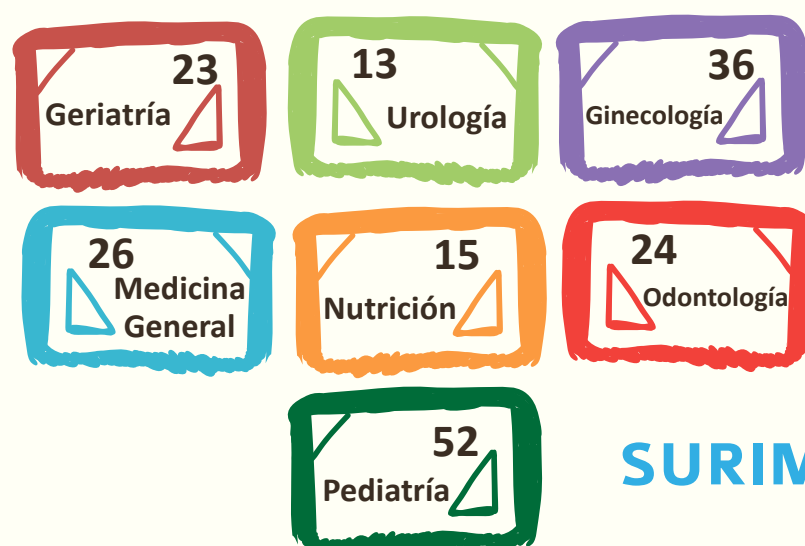 23
Geriatría
13
Urología
36
Ginecología
26
Medicina
General
15
Nutrición
24
Odontología
52
Pediatría
SURIM